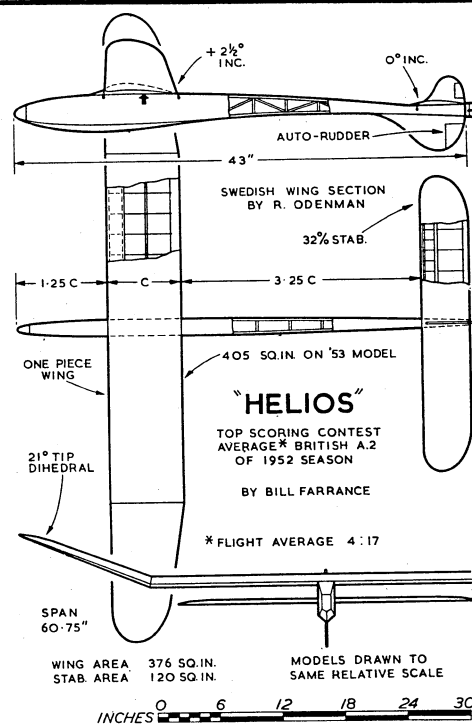 + 2½°
INC.
0° INC.
AUTO-RUDDER
43"
SWEDISH WING SECTION
BY R. ODENMAN
32% STAB.
1·25 C
C
3·25 C
405 SQ.IN. ON '53 MODEL
ONE PIECE
WING
"HELIOS"
TOP SCORING CONTEST
AVERAGE* BRITISH A.2
OF 1952 SEASON
21° TIP
DIHEDRAL
BY BILL FARRANCE
*FLIGHT AVERAGE 4:17
SPAN
60·75"
WING AREA 376 SQ.IN.
STAB. AREA 120 SQ.IN.
MODELS DRAWN TO
SAME RELATIVE SCALE
INCHES 0 6 12 18 24 30